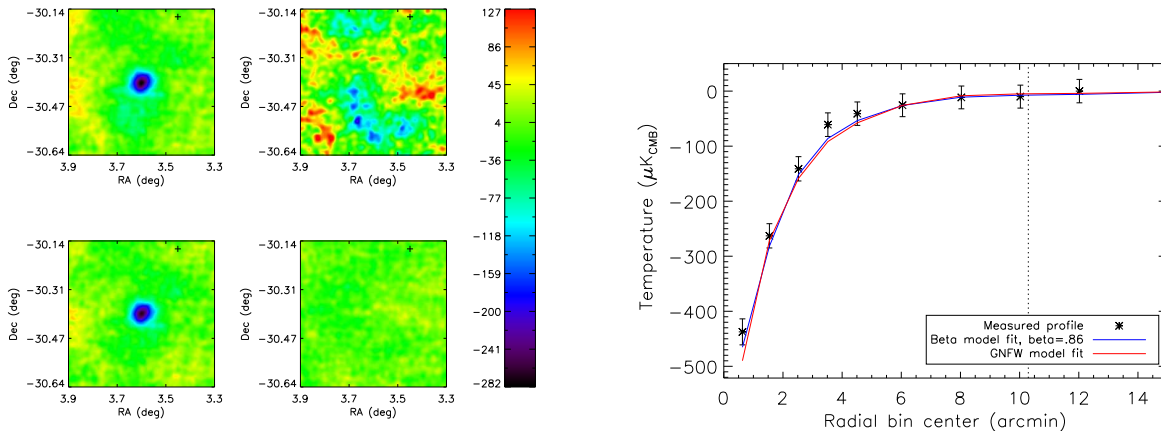 −30.14
−30.31
−30.47
−30.64
Dec (deg)
3.9 3.7 3.5 3.3
RA (deg)
+
−30.14
−30.31
−30.47
−30.64
Dec (deg)
3.9 3.7 3.5 3.3
RA (deg)
+
−30.14
−30.31
−30.47
−30.64
Dec (deg)
3.9 3.7 3.5 3.3
RA (deg)
+
−30.14
−30.31
−30.47
−30.64
Dec (deg)
3.9 3.7 3.5 3.3
RA (deg)
+
127
86
45
4
−36
−77
−118
−159
−200
−241
−282
0
−100
−200
−300
−400
−500
Temperature (μK_CMB)
Measured profile
Beta model fit, beta=.86
GNFW model fit
0 2 4 6 8 10 12 14
Radial bin center (arcmin)